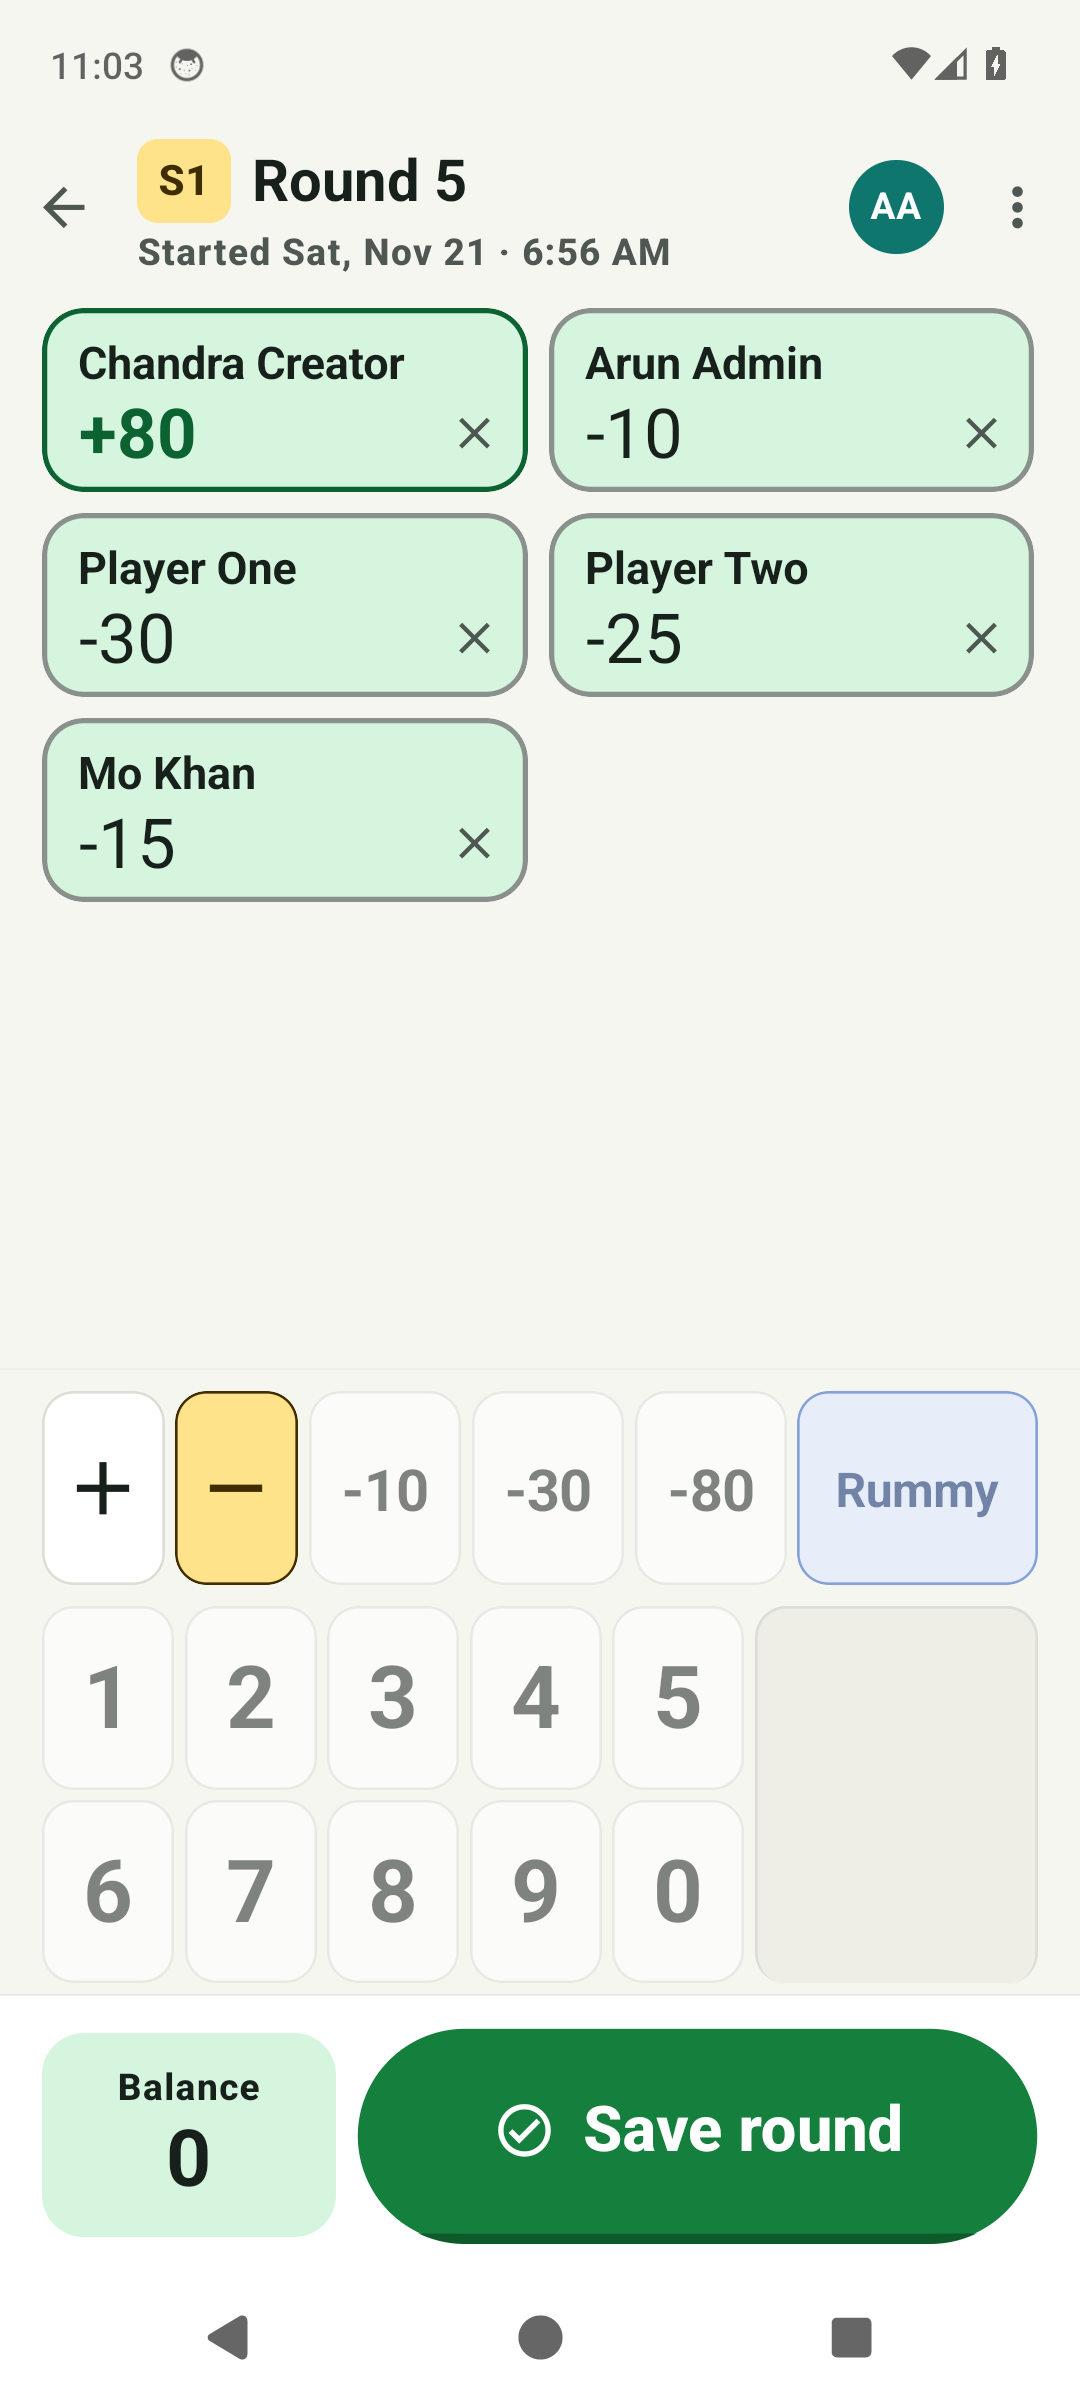 11:03
S1 Round 5
Started Sat, Nov 21 · 6:56 AM
AA
Chandra Creator
+80
Arun Admin
-10
Player One
-30
Player Two
-25
Mo Khan
-15
+ − -10 -30 -80 Rummy
1 2 3 4 5
6 7 8 9 0
Balance
0
Save round